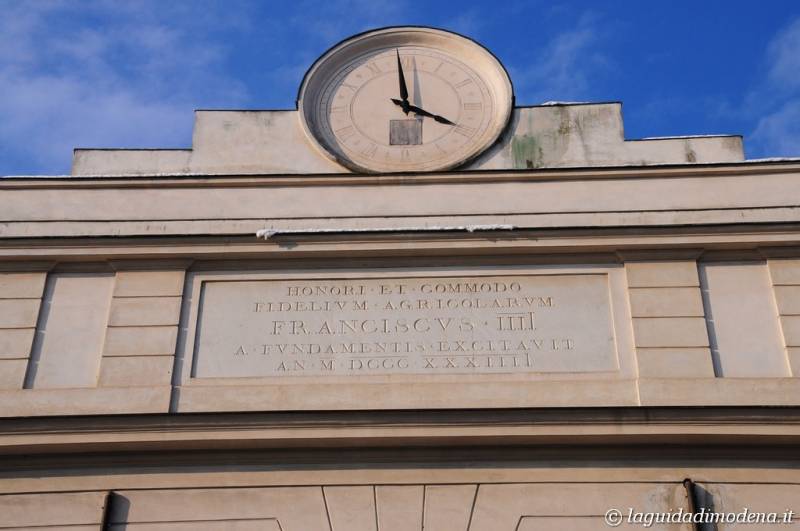 HONORI · ET · COMMODO
FIDELIVM · AGRICOLARVM
FRANCISCVS · IIII
A · FVNDAMENTIS · EXCITAVIT
AN · M · DCCC · XXXIIII
© laguidadimodena.it